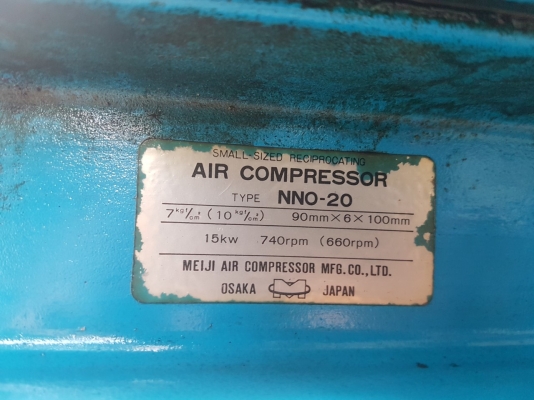 SMALL-SIZED RECIPROCATING
AIR COMPRESSOR
TYPE NNO-20
7kgf/cm² (10kgf/cm²) 90mm×6×100mm
15kw 740rpm (660rpm)
MEIJI AIR COMPRESSOR MFG.CO.,LTD.
OSAKA JAPAN